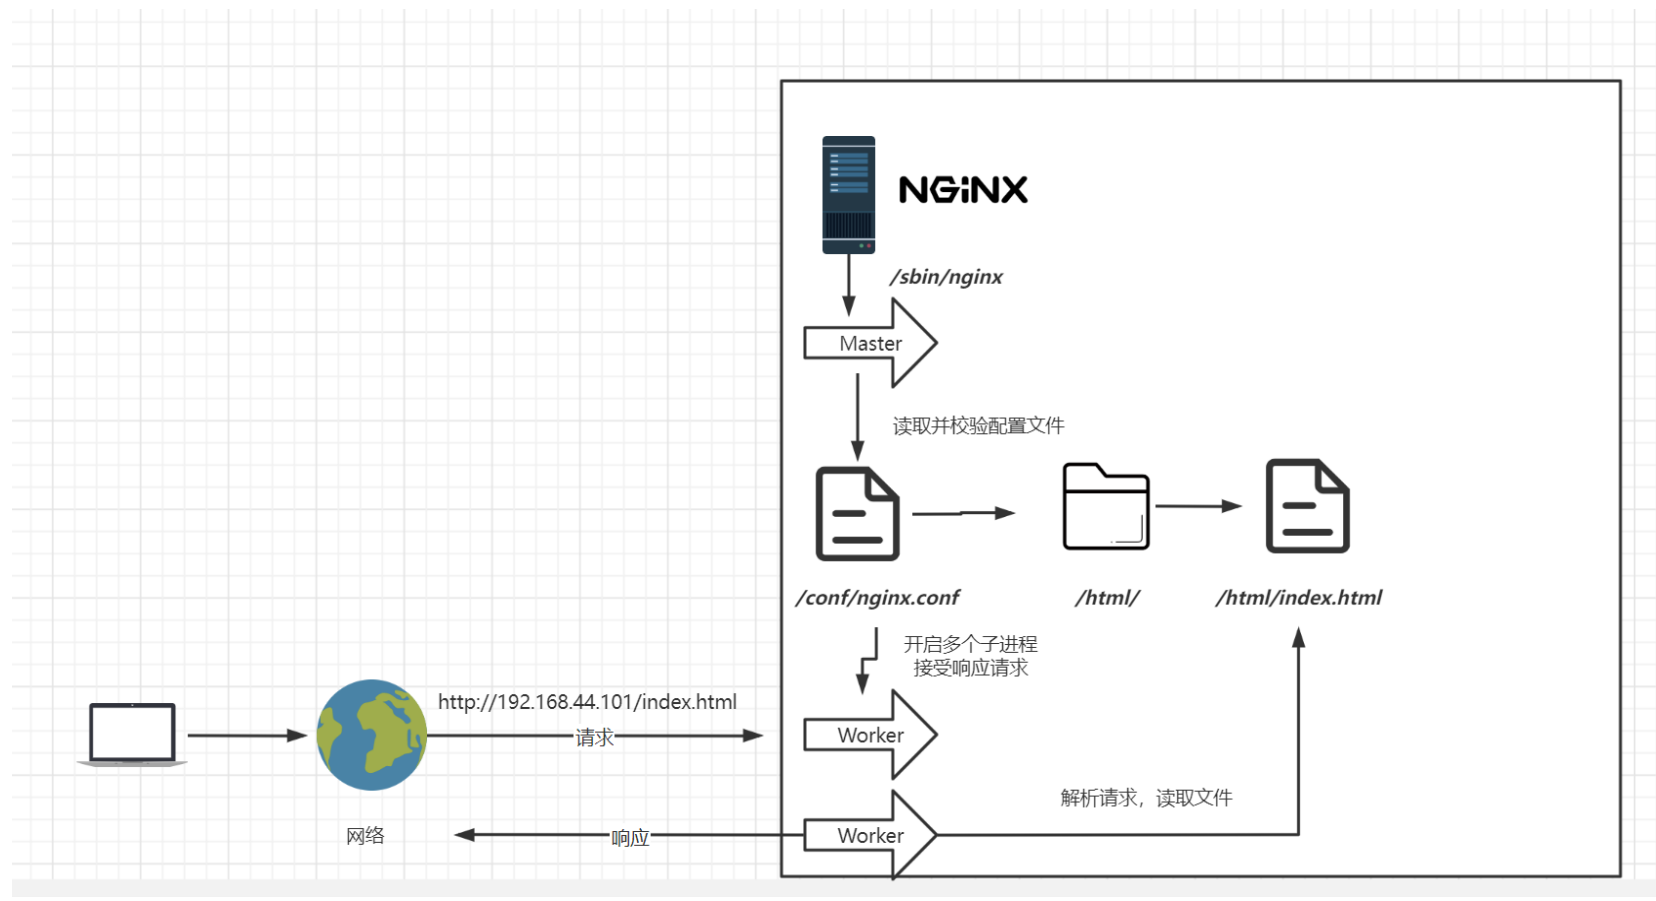 NGiNX
/sbin/nginx
Master
读取并校验配置文件
/conf/nginx.conf
/html/
/html/index.html
开启多个子进程
接受响应请求
http://192.168.44.101/index.html
请求
Worker
解析请求，读取文件
网络
响应
Worker